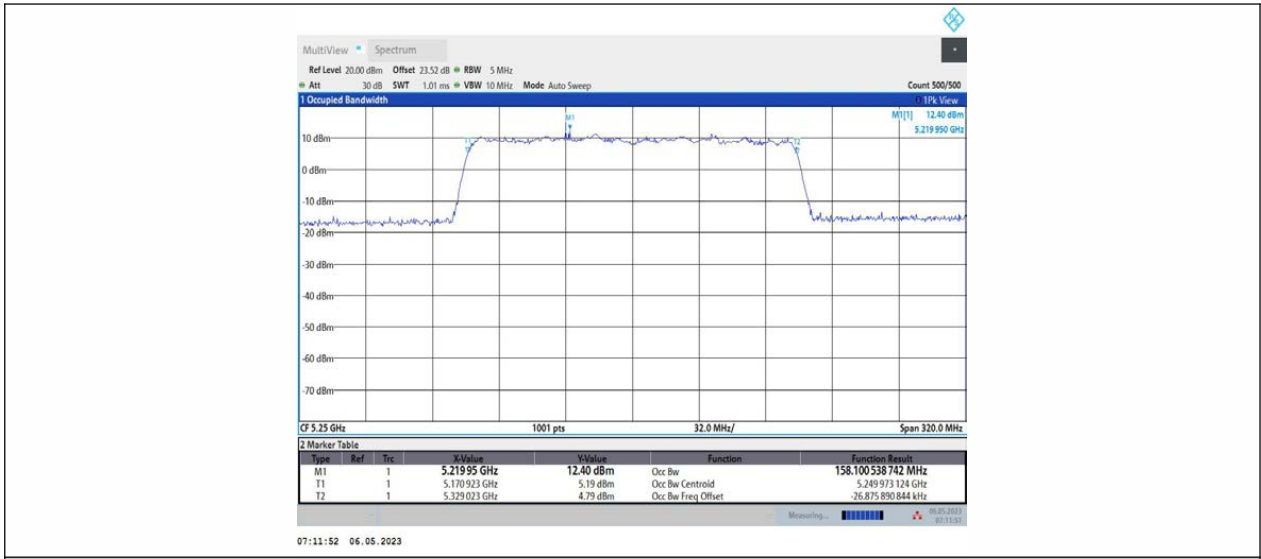 MultiView Spectrum
Ref Level 20.00 dBm Offset 23.52 dB RBW 5 MHz
Att 30 dB SWT 1.01 ms VBW 10 MHz Mode Auto Sweep Count 500/500
1 Occupied Bandwidth 1Pk View
M1[1] 12.40 dBm
5.219 950 GHz
M1
10 dBm
T1
T2
0 dBm
-10 dBm
-20 dBm
-30 dBm
-40 dBm
-50 dBm
-60 dBm
-70 dBm
CF 5.25 GHz 1001 pts 32.0 MHz/ Span 320.0 MHz
2 Marker Table
Type Ref Trc X-Value Y-Value Function Function Result
M1 1 5.219 95 GHz 12.40 dBm Occ Bw 158.100 538 742 MHz
T1 1 5.170 923 GHz 5.19 dBm Occ Bw Centroid 5.249 973 124 GHz
T2 1 5.329 023 GHz 4.79 dBm Occ Bw Freq Offset -26.875 890 844 kHz
Measuring... 06.05.2023
07:11:51
07:11:52 06.05.2023